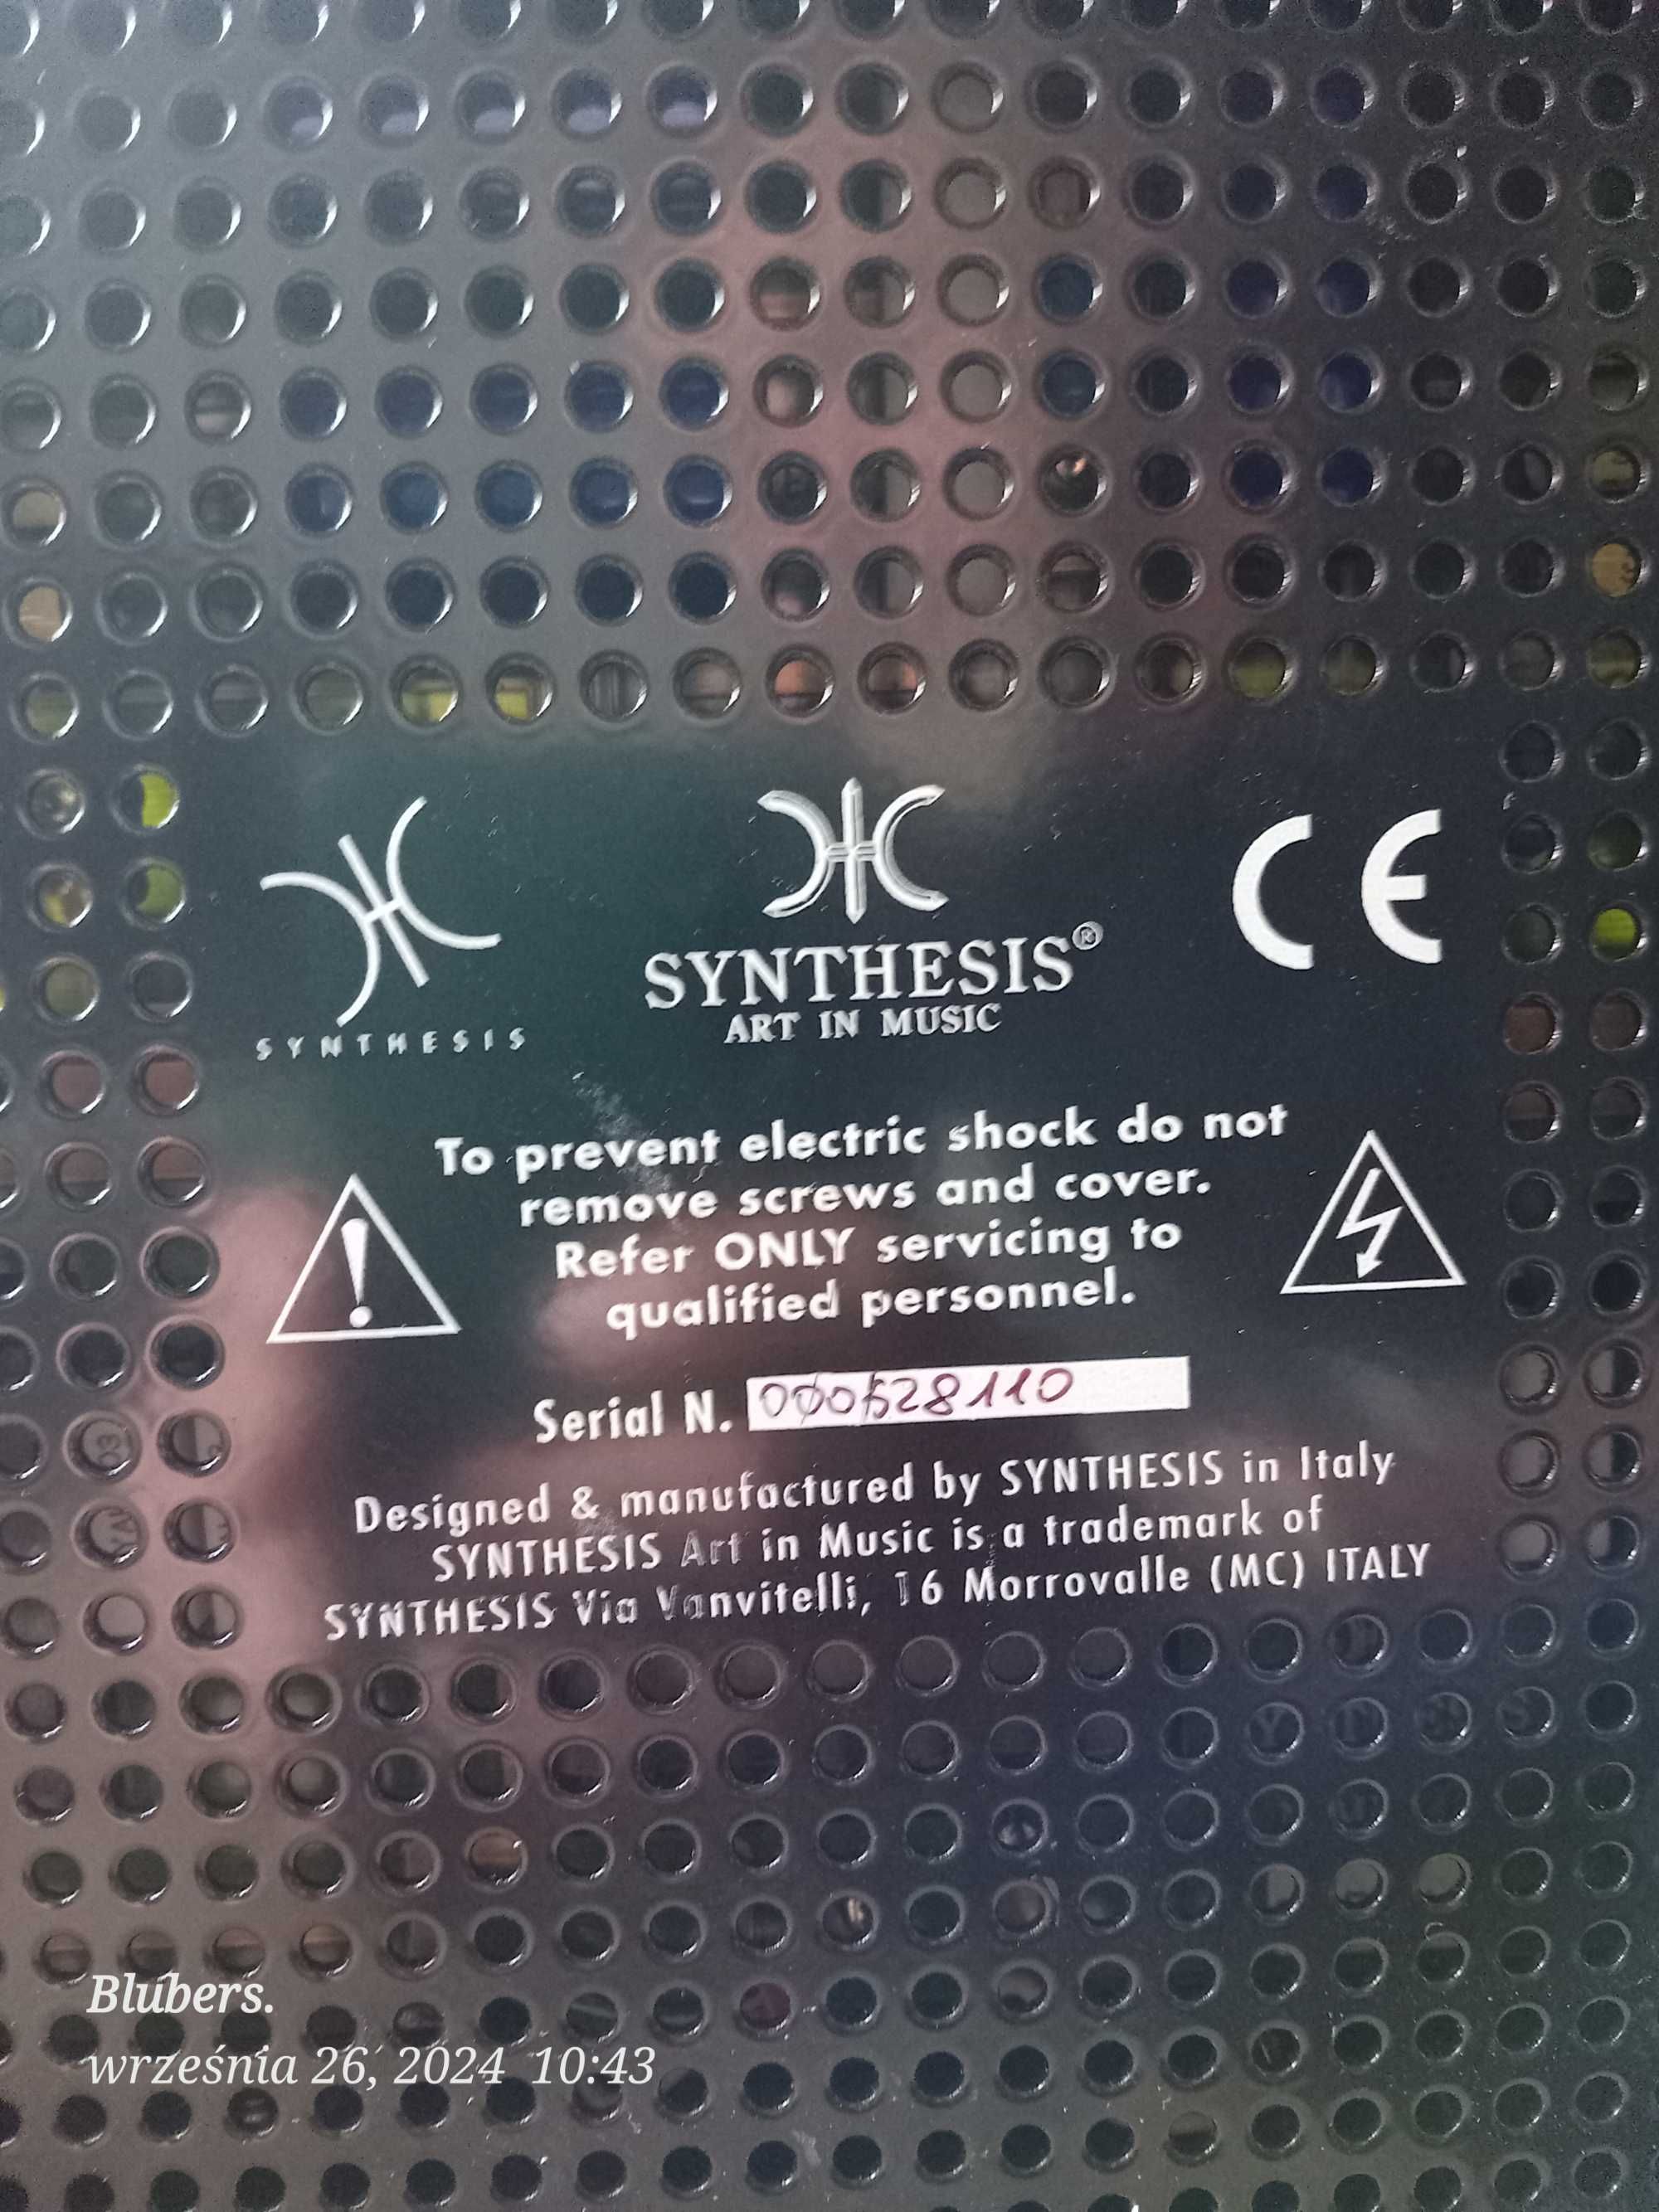 SYNTHESIS
SYNTHESIS®
ART IN MUSIC
CE
To prevent electric shock do not
remove screws and cover.
Refer ONLY servicing to
qualified personnel.
Serial N. 000528110
Designed & manufactured by SYNTHESIS in Italy
SYNTHESIS Art in Music is a trademark of
SYNTHESIS Via Vanvitelli, 16 Morrovalle (MC) ITALY
Blubers.
września 26, 2024 10:43